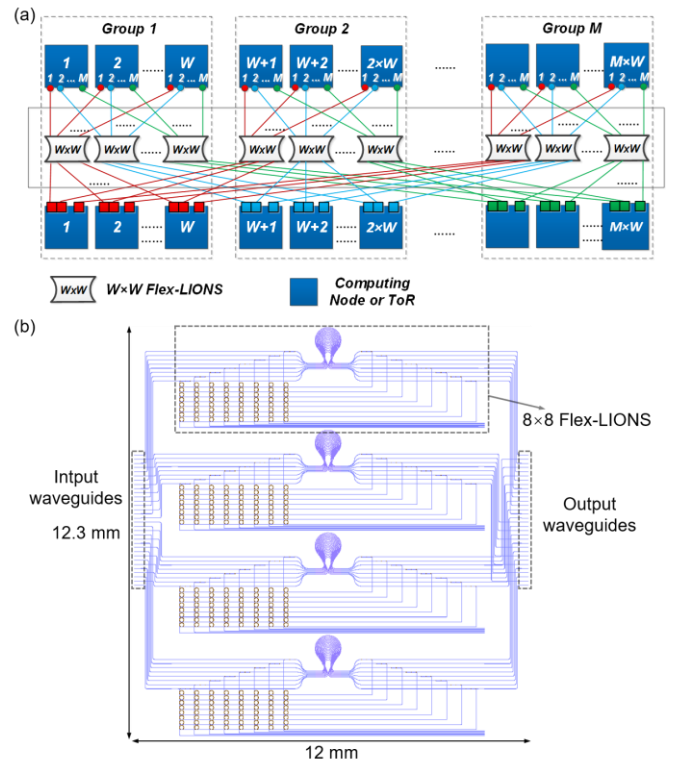 (a)
Group 1 Group 2 Group M
1 2 W W+1 W+2 2×W M×W
...... ...... ...... ......
1 2 ... M 1 2 ... M 1 2 ... M 1 2 ... M 1 2 ... M 1 2 ... M 1 2 ... M 1 2 ... M 1 2 ... M
...... ...... ......
W×W W×W W×W W×W W×W W×W ...... W×W W×W W×W
...... ...... ......
1 2 W W+1 W+2 2×W M×W
...... ...... ...... ......
W×W W×W Flex-LIONS Computing
Node or ToR
(b)
8×8 Flex-LIONS
Intput
waveguides
12.3 mm
Output
waveguides
12 mm